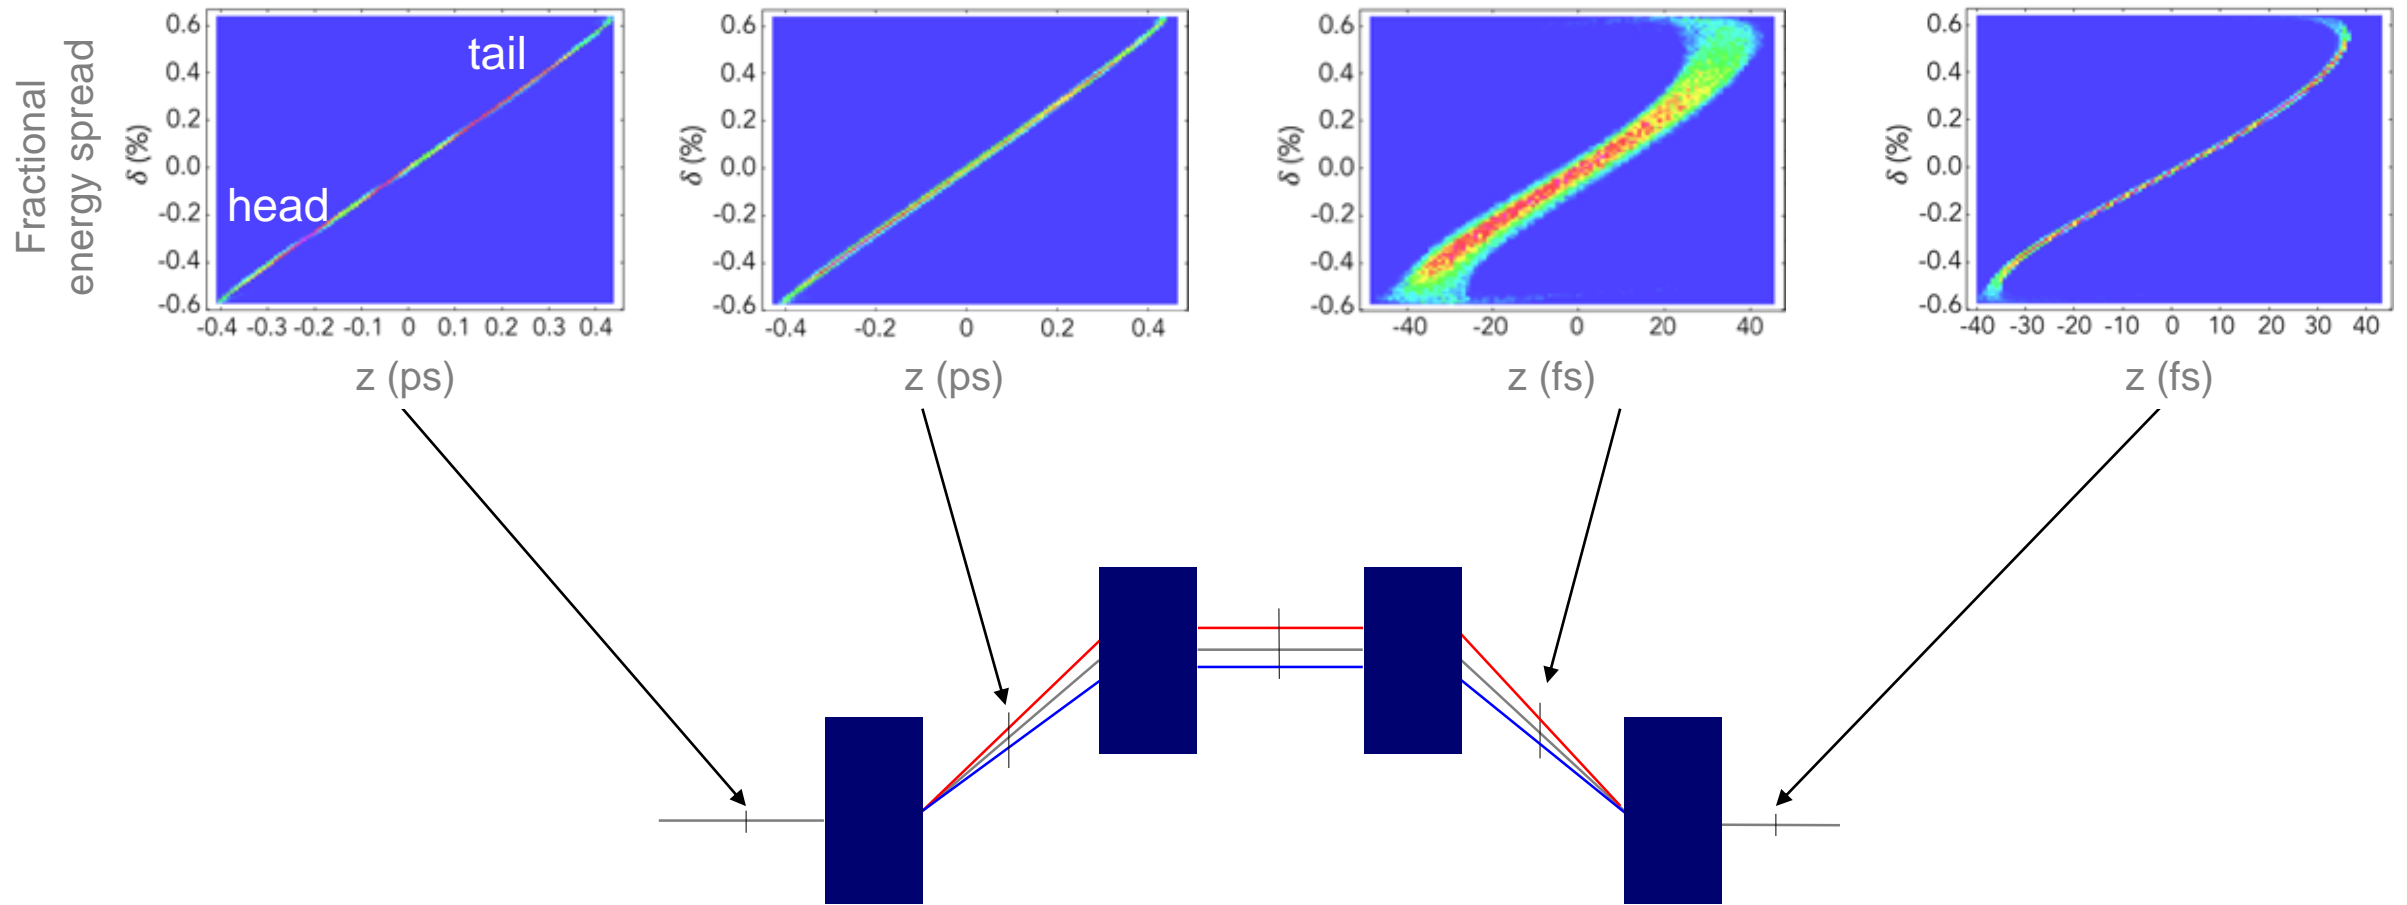 Fractional
energy spread
δ (%)
0.6
0.4
0.2
0.0
-0.2
-0.4
-0.6
tail
head
-0.4 -0.3 -0.2 -0.1 0 0.1 0.2 0.3 0.4
z (ps)
δ (%)
0.6
0.4
0.2
0.0
-0.2
-0.4
-0.6
-0.4 -0.2 0 0.2 0.4
z (ps)
δ (%)
0.6
0.4
0.2
0.0
-0.2
-0.4
-0.6
-40 -20 0 20 40
z (fs)
δ (%)
0.6
0.4
0.2
0.0
-0.2
-0.4
-0.6
-40 -30 -20 -10 0 10 20 30 40
z (fs)